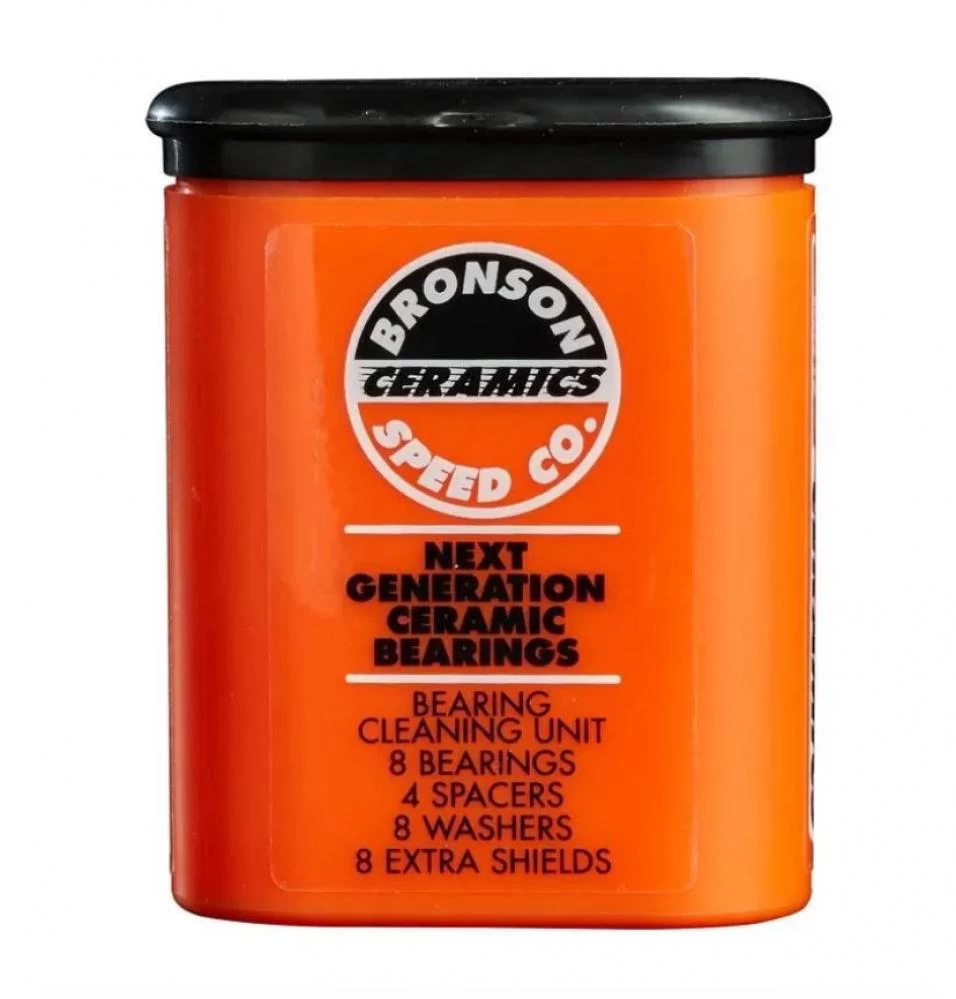 BRONSON
CERAMICS
SPEED CO.
NEXT
GENERATION
CERAMIC
BEARINGS
BEARING
CLEANING UNIT
8 BEARINGS
4 SPACERS
8 WASHERS
8 EXTRA SHIELDS